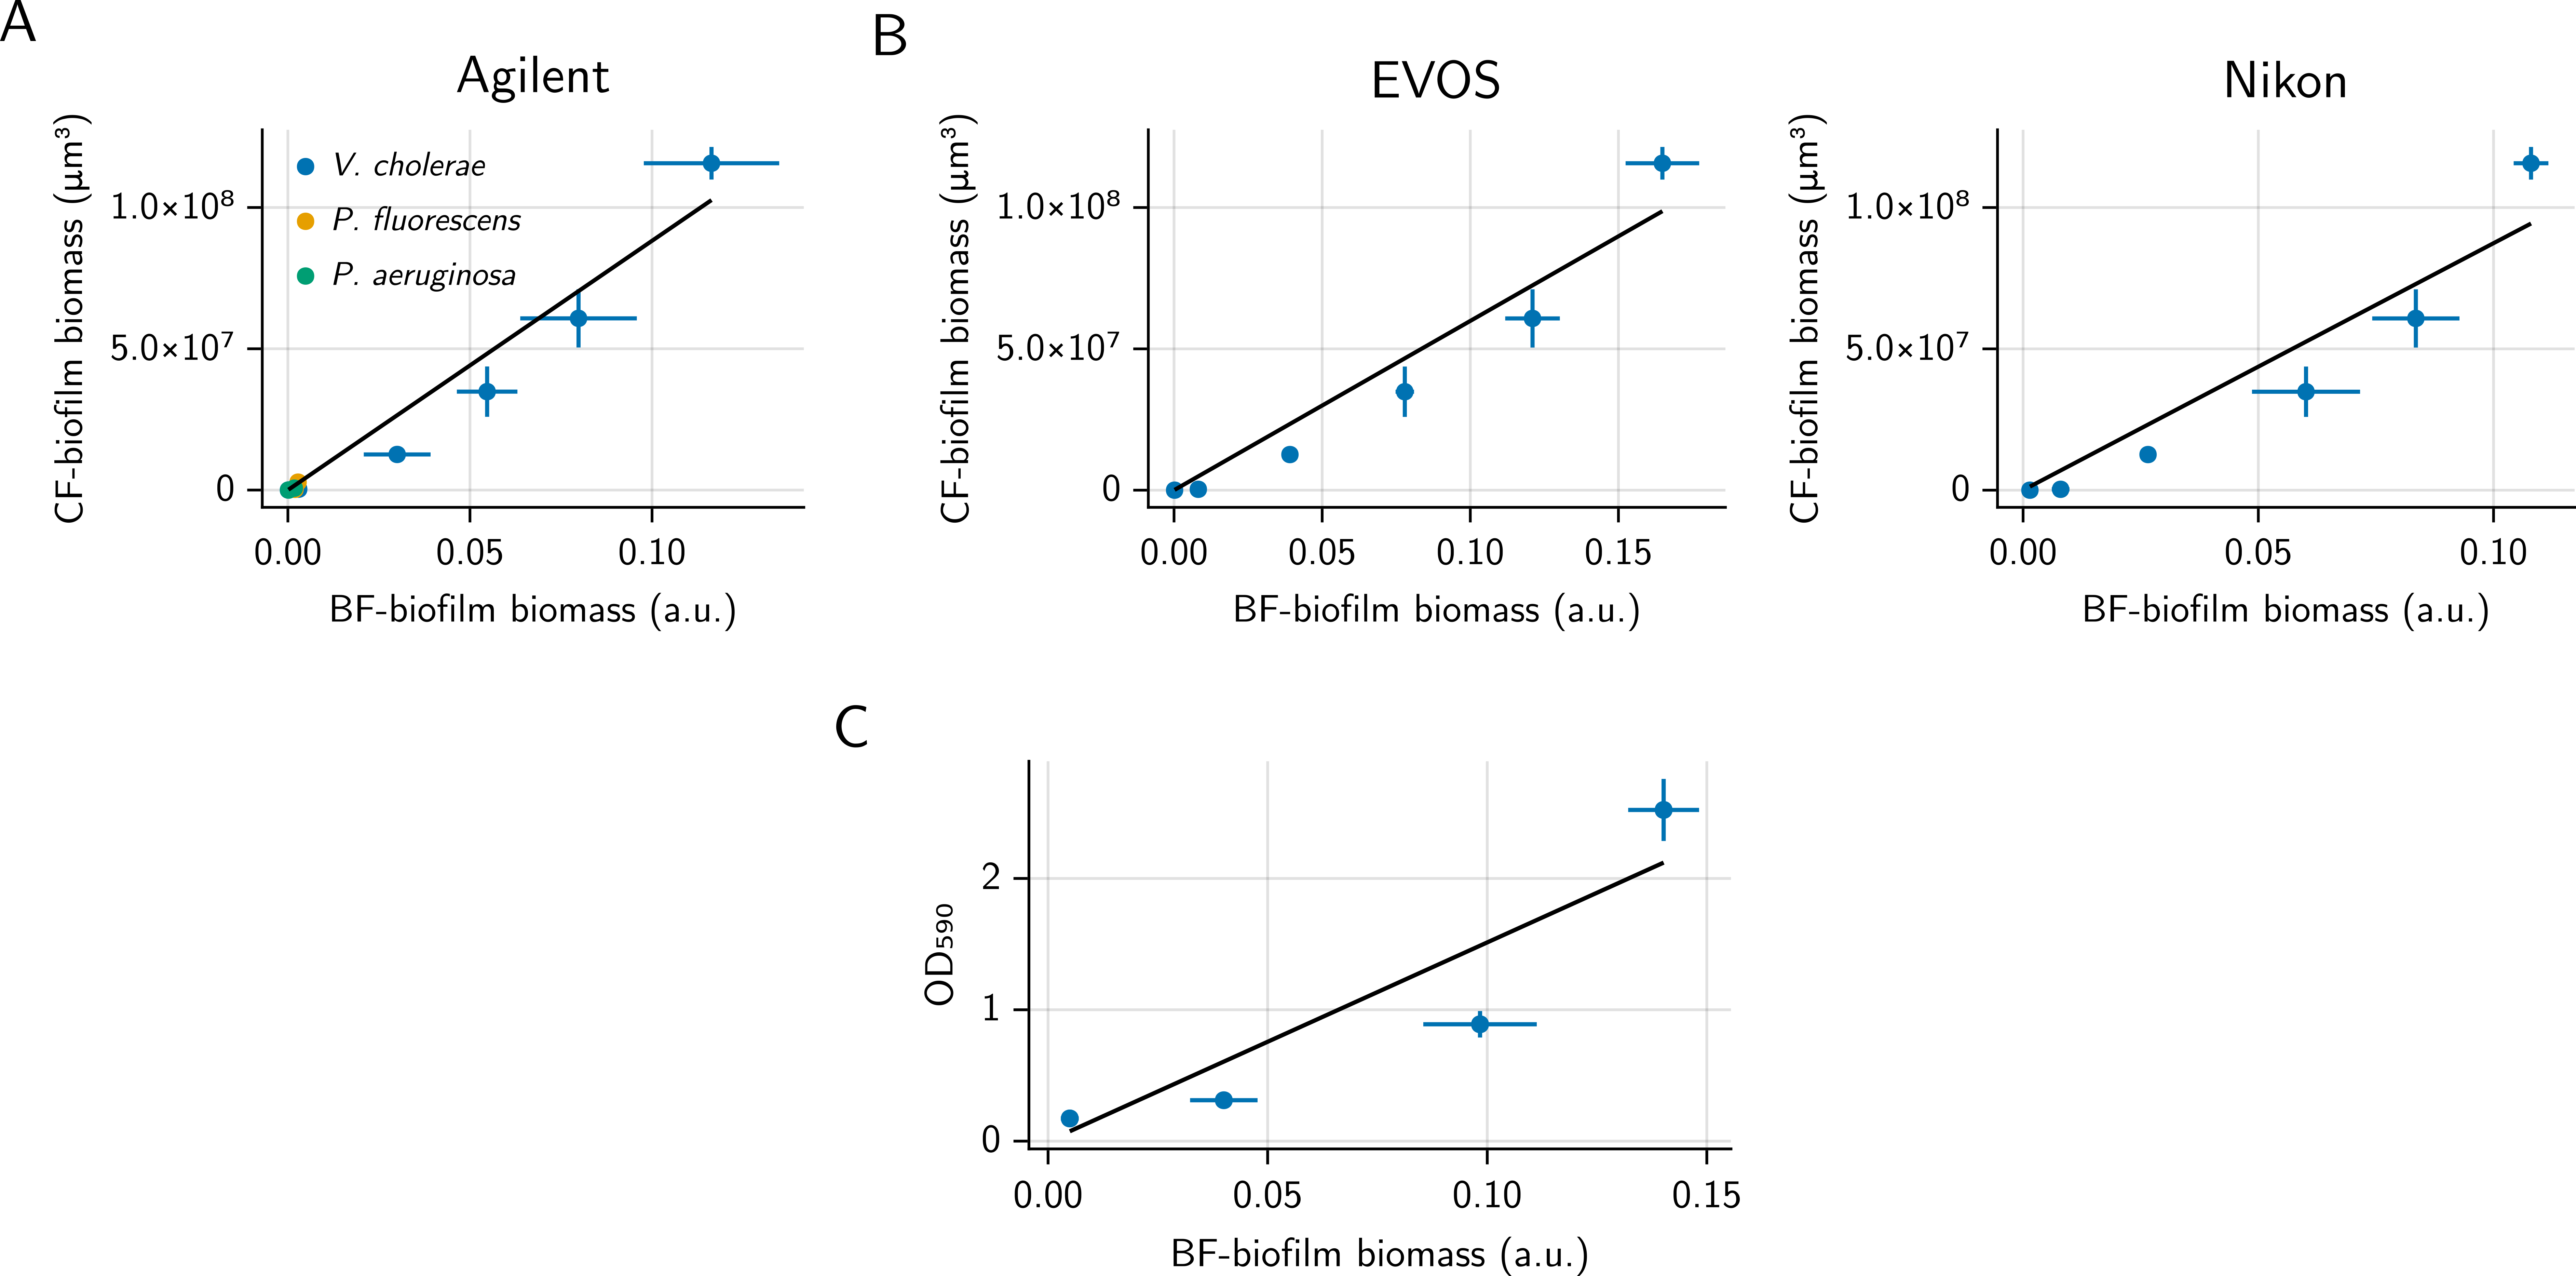 A
Agilent
CF-biofilm biomass (μm³)
1.0×10⁸
5.0×10⁷
0
V. cholerae
P. fluorescens
P. aeruginosa
0.00 0.05 0.10
BF-biofilm biomass (a.u.)
B
EVOS
CF-biofilm biomass (μm³)
1.0×10⁸
5.0×10⁷
0
0.00 0.05 0.10 0.15
BF-biofilm biomass (a.u.)
Nikon
CF-biofilm biomass (μm³)
1.0×10⁸
5.0×10⁷
0
0.00 0.05 0.10
BF-biofilm biomass (a.u.)
C
OD₅₉₀
2
1
0
0.00 0.05 0.10 0.15
BF-biofilm biomass (a.u.)